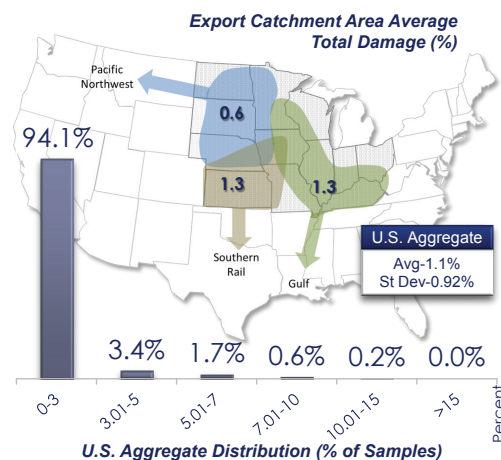 Export Catchment Area Average
Total Damage (%)
Pacific
Northwest
0.6
94.1%
1.3
1.3
U.S. Aggregate
Avg-1.1%
St Dev-0.92%
Southern
Rail
Gulf
3.4%
1.7%
0.6%
0.2%
0.0%
0-3
3.01-5
5.01-7
7.01-10
10.01-15
>15
Percent
U.S. Aggregate Distribution (% of Samples)